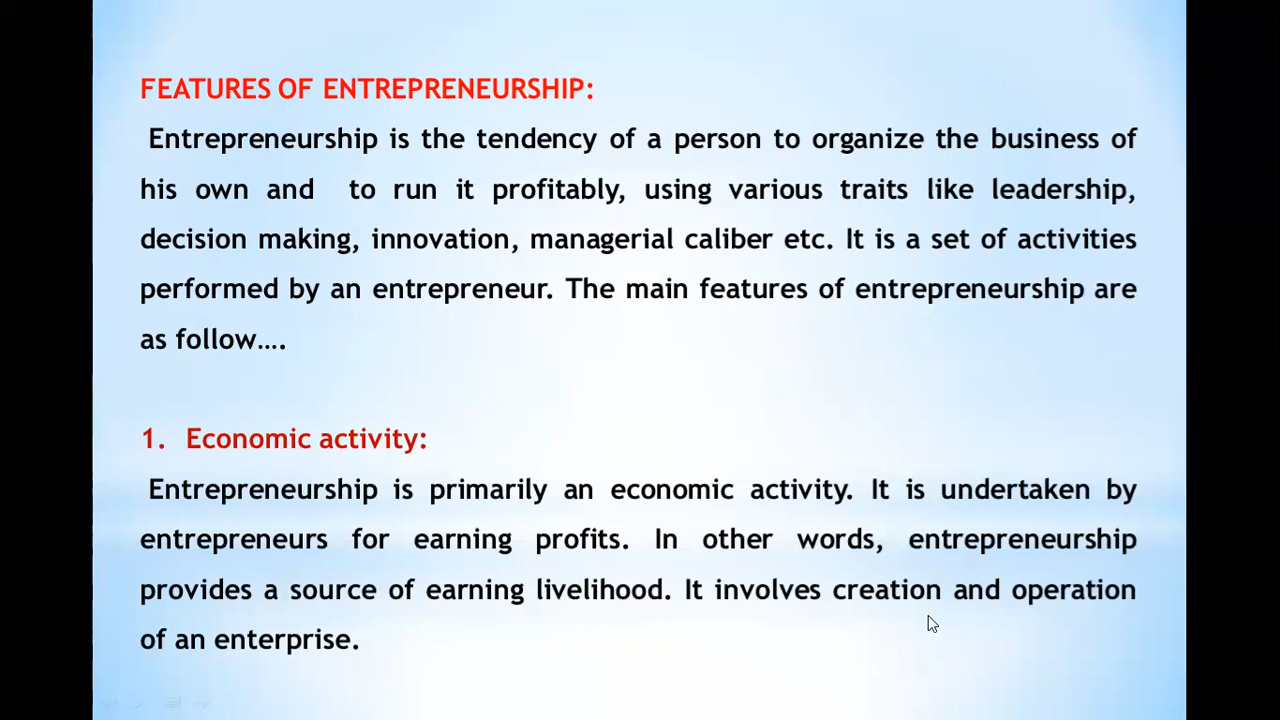 FEATURES OF ENTREPRENEURSHIP:
Entrepreneurship is the tendency of a person to organize the business of
his own and to run it profitably, using various traits like leadership,
decision making, innovation, managerial caliber etc. It is a set of activities
performed by an entrepreneur. The main features of entrepreneurship are
as follow....
1. Economic activity:
Entrepreneurship is primarily an economic activity. It is undertaken by
entrepreneurs for earning profits. In other words, entrepreneurship
provides a source of earning livelihood. It involves creation and operation
of an enterprise.